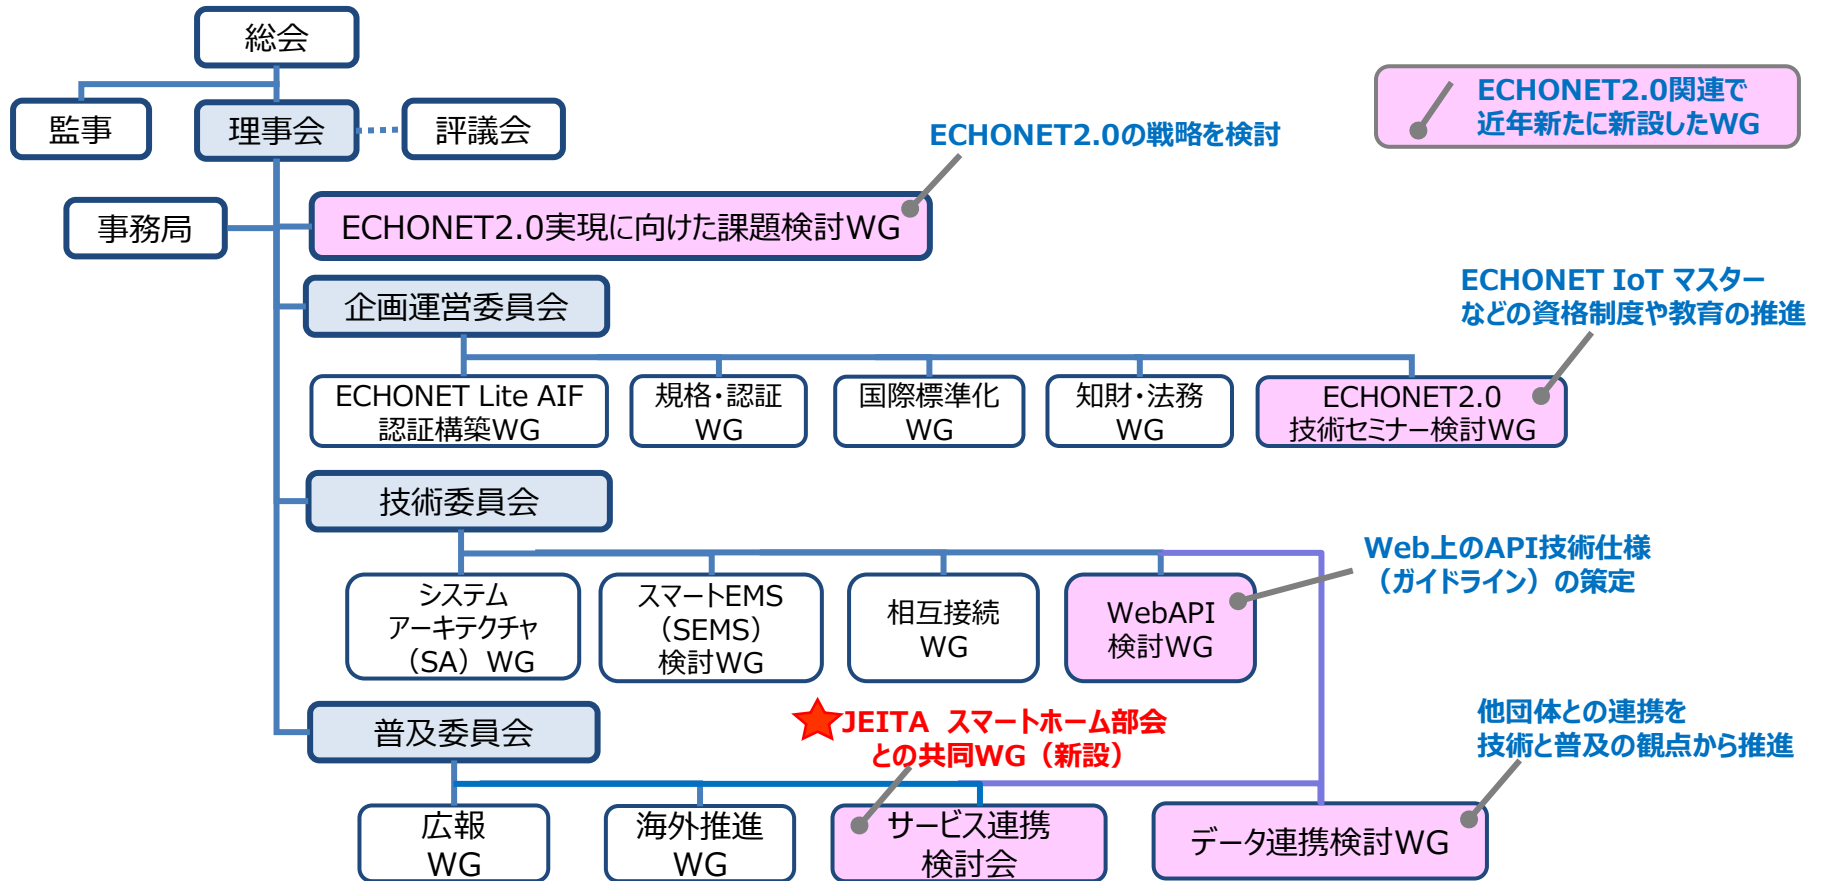 総会
監事
理事会
評議会
ECHONET2.0関連で
近年新たに新設したWG
ECHONET2.0の戦略を検討
事務局
ECHONET2.0実現に向けた課題検討WG
企画運営委員会
ECHONET IoT マスター
などの資格制度や教育の推進
ECHONET Lite AIF
認証構築WG
規格・認証
WG
国際標準化
WG
知財・法務
WG
ECHONET2.0
技術セミナー検討WG
技術委員会
Web上のAPI技術仕様
（ガイドライン）の策定
システム
アーキテクチャ
（SA）WG
スマートEMS
（SEMS）
検討WG
相互接続
WG
WebAPI
検討WG
普及委員会
JEITA スマートホーム部会
との共同WG（新設）
他団体との連携を
技術と普及の観点から推進
広報
WG
海外推進
WG
サービス連携
検討会
データ連携検討WG